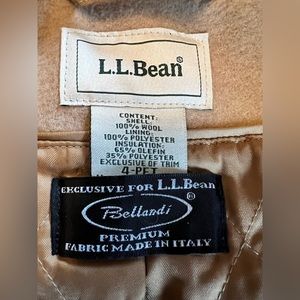 L.L.Bean®
CONTENT:
SHELL:
100% WOOL
LINING:
100% POLYESTER
INSULATION:
65% OLEFIN
35% POLYESTER
EXCLUSIVE OF TRIM
4-PET
EXCLUSIVE FOR L.L.Bean
Bellandi®
PREMIUM
FABRIC MADE IN ITALY